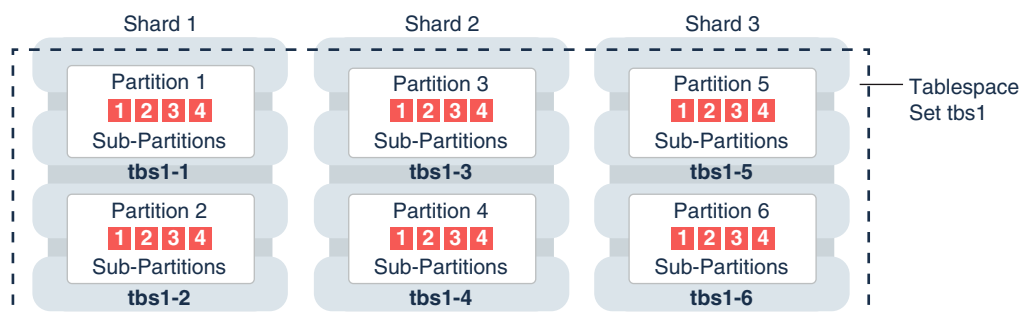 Shard 1
Shard 2
Shard 3
Partition 1
1 2 3 4
Sub-Partitions
tbs1-1
Partition 2
1 2 3 4
Sub-Partitions
tbs1-2
Partition 3
1 2 3 4
Sub-Partitions
tbs1-3
Partition 4
1 2 3 4
Sub-Partitions
tbs1-4
Partition 5
1 2 3 4
Sub-Partitions
tbs1-5
Partition 6
1 2 3 4
Sub-Partitions
tbs1-6
Tablespace
Set tbs1